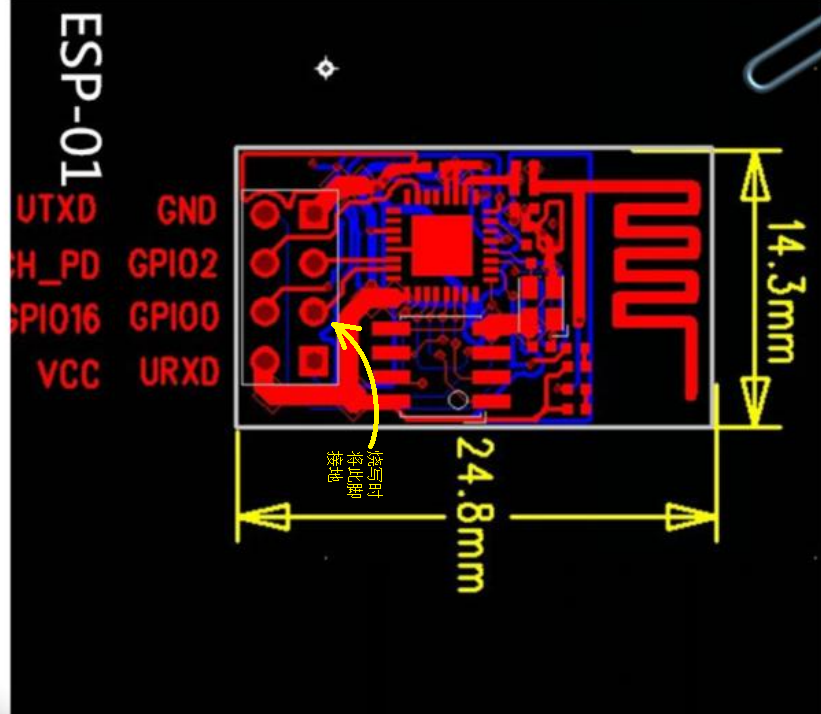 ESP-01
UTXD GND
CH_PD GPIO2
GPIO16 GPIO0
VCC URXD
14.3mm
24.8mm
烧写时
将此脚
接地